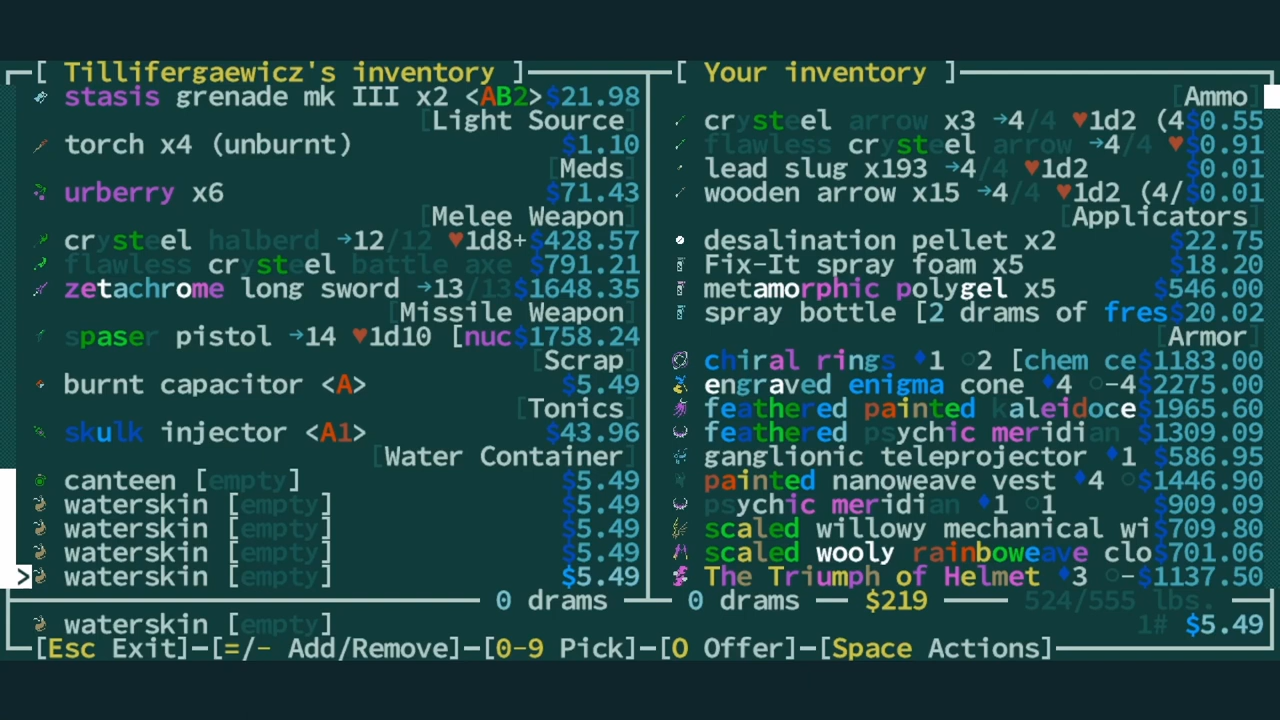 [ Tillifergaewicz's inventory ]
stasis grenade mk III x2 <AB2> $21.98
[Light Source]
torch x4 (unburnt) $1.10
[Meds]
urberry x6 $71.43
[Melee Weapon]
crysteel halberd →12/12 ♥1d8+ $428.57
flawless crysteel battle axe $791.21
zetachrome long sword →13/13 $1648.35
[Missile Weapon]
spaser pistol →14 ♥1d10 [nuc $1758.24
[Scrap]
burnt capacitor <A> $5.49
[Tonics]
skulk injector <A1> $43.96
[Water Container]
canteen [empty] $5.49
waterskin [empty] $5.49
waterskin [empty] $5.49
waterskin [empty] $5.49
> waterskin [empty] $5.49
0 drams
[ Your inventory ]
[Ammo]
crysteel arrow x3 →4/4 ♥1d2 (4 $0.55
flawless crysteel arrow →4/4 ♥ $0.91
lead slug x193 →4/4 ♥1d2 $0.01
wooden arrow x15 →4/4 ♥1d2 (4/ $0.01
[Applicators]
desalination pellet x2 $22.75
Fix-It spray foam x5 $18.20
metamorphic polygel x5 $546.00
spray bottle [2 drams of fres $20.02
[Armor]
chiral rings ♦1 ○2 [chem ce $1183.00
engraved enigma cone ♦4 ○-4 $2275.00
feathered painted kaleidoce $1965.60
feathered psychic meridian $1309.09
ganglionic teleprojector ♦1 $586.95
painted nanoweave vest ♦4 ○ $1446.90
psychic meridian ♦1 ○1 $909.09
scaled willowy mechanical wi $709.80
scaled wooly rainboweave clo $701.06
The Triumph of Helmet ♦3 ○- $1137.50
0 drams $219 524/555 lbs.
waterskin [empty] 1# $5.49
[Esc Exit] [=/- Add/Remove] [0-9 Pick] [O Offer] [Space Actions]